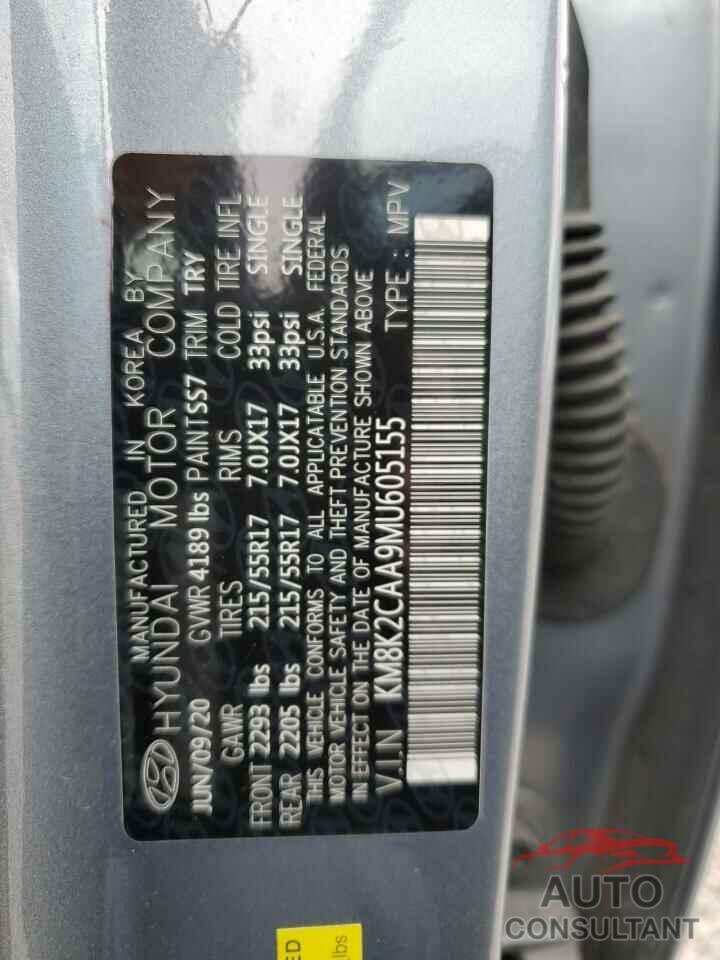 MANUFACTURED IN KOREA BY
HYUNDAI MOTOR COMPANY
JUN/09/20 GVWR 4189 lbs PAINT SS7 TRIM TRY
GAWR TIRES RIMS COLD TIRE INFL
FRONT 2293 lbs 215/55R17 7.0JX17 33psi SINGLE
REAR 2205 lbs 215/55R17 7.0JX17 33psi SINGLE
THIS VEHICLE CONFORMS TO ALL APPLICATABLE U.S.A. FEDERAL
MOTOR VEHICLE SAFETY AND THEFT PREVENTION STANDARDS
IN EFFECT ON THE DATE OF MANUFACTURE SHOWN ABOVE
V.I.N KM8K2CAA9MU605155
TYPE : MPV
ED
lbs
AUTO
CONSULTANT